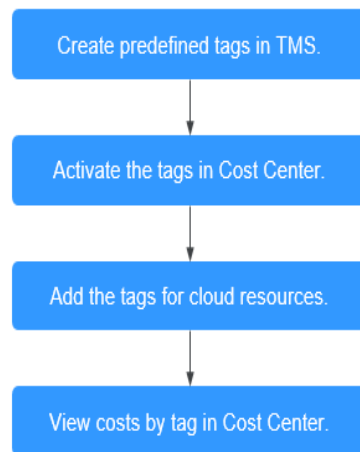 Create predefined tags in TMS.
Activate the tags in Cost Center.
Add the tags for cloud resources.
View costs by tag in Cost Center.